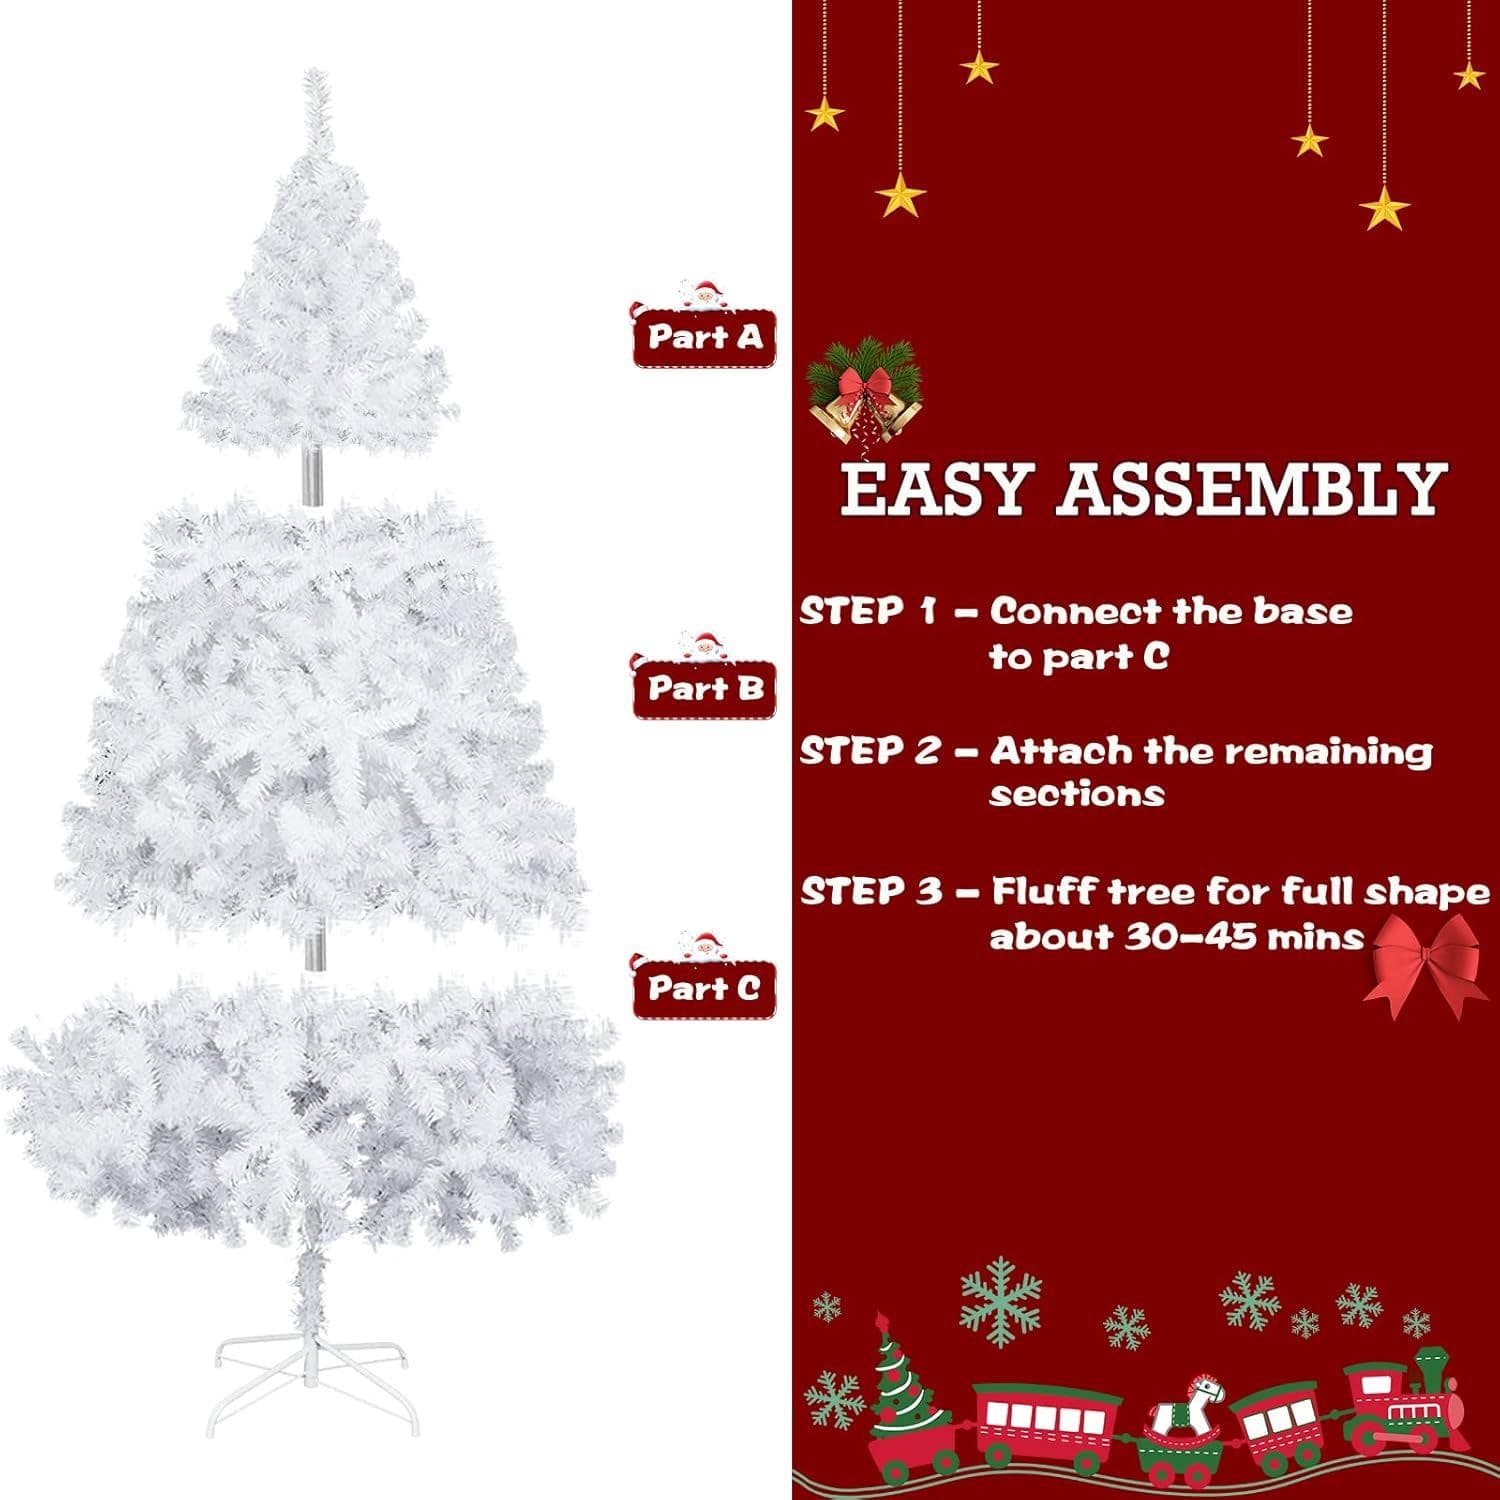 Part A
Part B
Part C
EASY ASSEMBLY
STEP 1 - Connect the base
to part C
STEP 2 - Attach the remaining
sections
STEP 3 - Fluff tree for full shape
about 30-45 mins